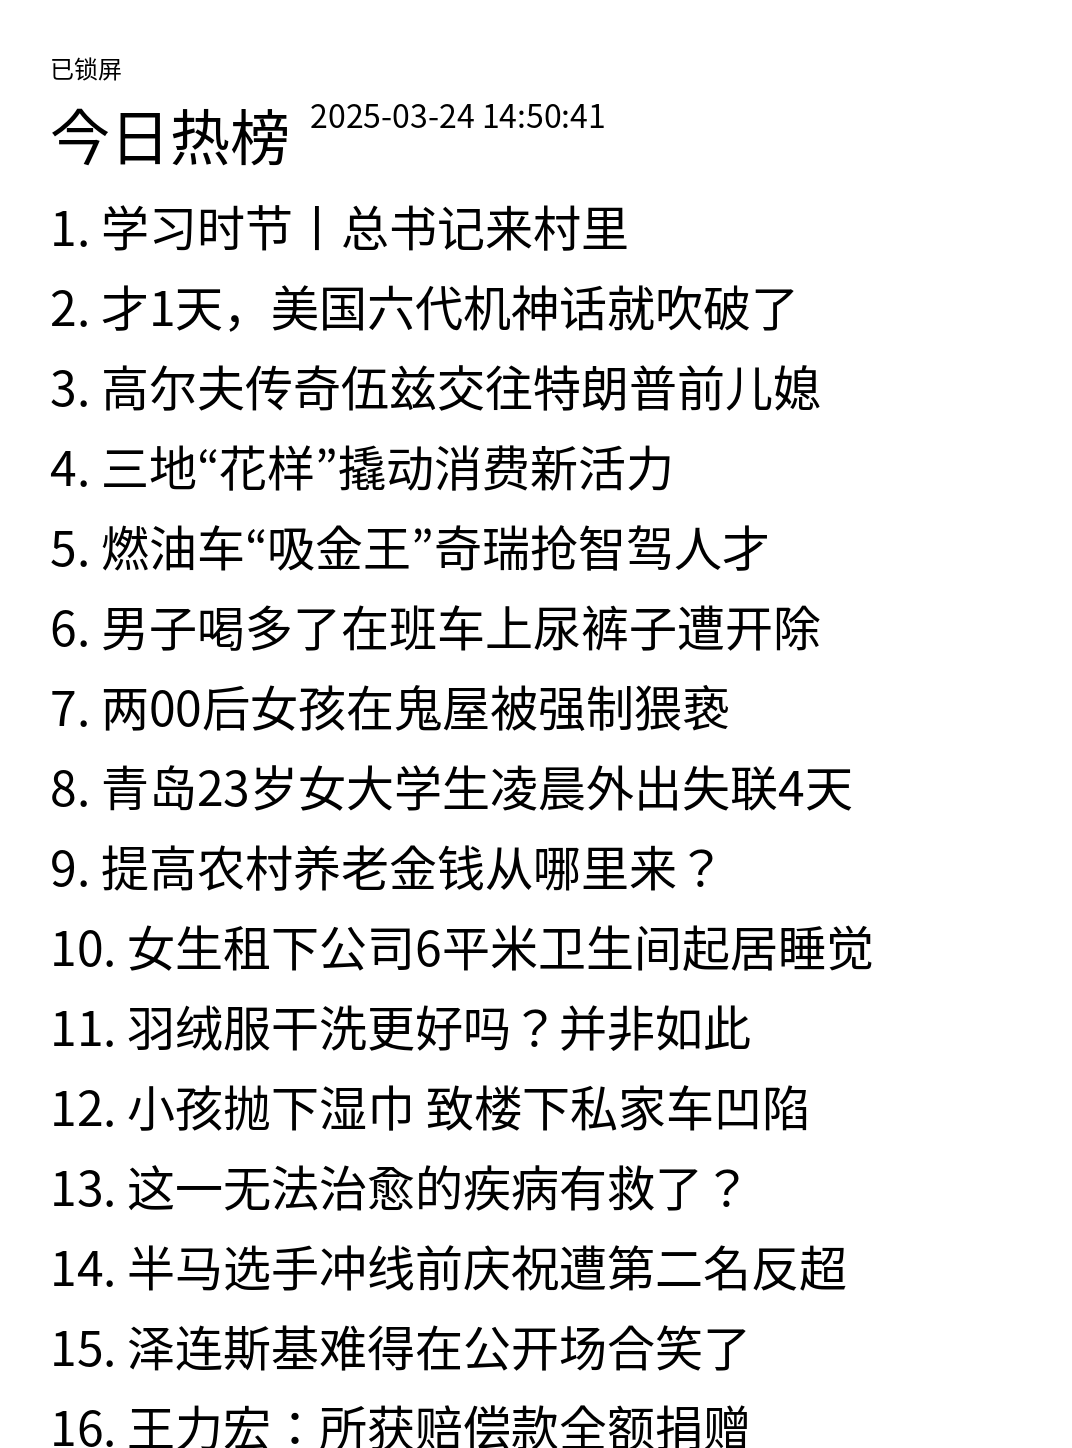 已锁屏
今日热榜 2025-03-24 14:50:41
1. 学习时节丨总书记来村里
2. 才1天，美国六代机神话就吹破了
3. 高尔夫传奇伍兹交往特朗普前儿媳
4. 三地“花样”撬动消费新活力
5. 燃油车“吸金王”奇瑞抢智驾人才
6. 男子喝多了在班车上尿裤子遭开除
7. 两00后女孩在鬼屋被强制猥亵
8. 青岛23岁女大学生凌晨外出失联4天
9. 提高农村养老金钱从哪里来？
10. 女生租下公司6平米卫生间起居睡觉
11. 羽绒服干洗更好吗？并非如此
12. 小孩抛下湿巾 致楼下私家车凹陷
13. 这一无法治愈的疾病有救了？
14. 半马选手冲线前庆祝遭第二名反超
15. 泽连斯基难得在公开场合笑了
16. 王力宏：所获赔偿款全额捐赠